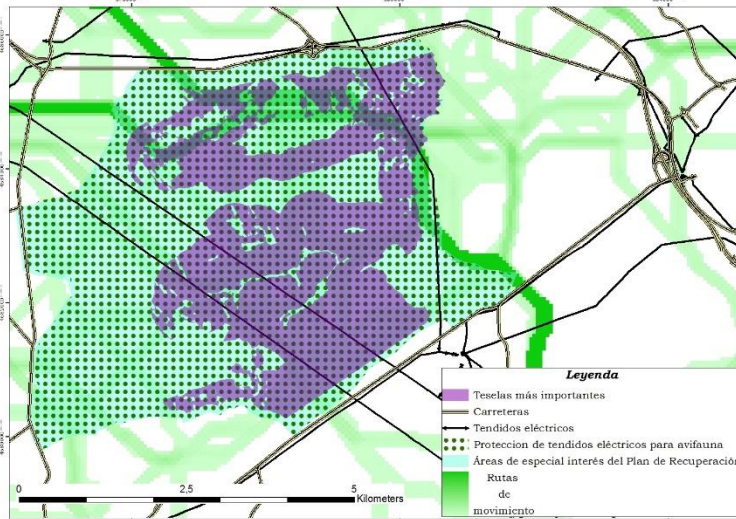 Leyenda
Teselas más importantes
Carreteras
Tendidos eléctricos
Proteccion de tendidos eléctricos para avifauna
Áreas de especial interés del Plan de Recuperación
Rutas
de
movimiento
0 2,5 5
Kilometers